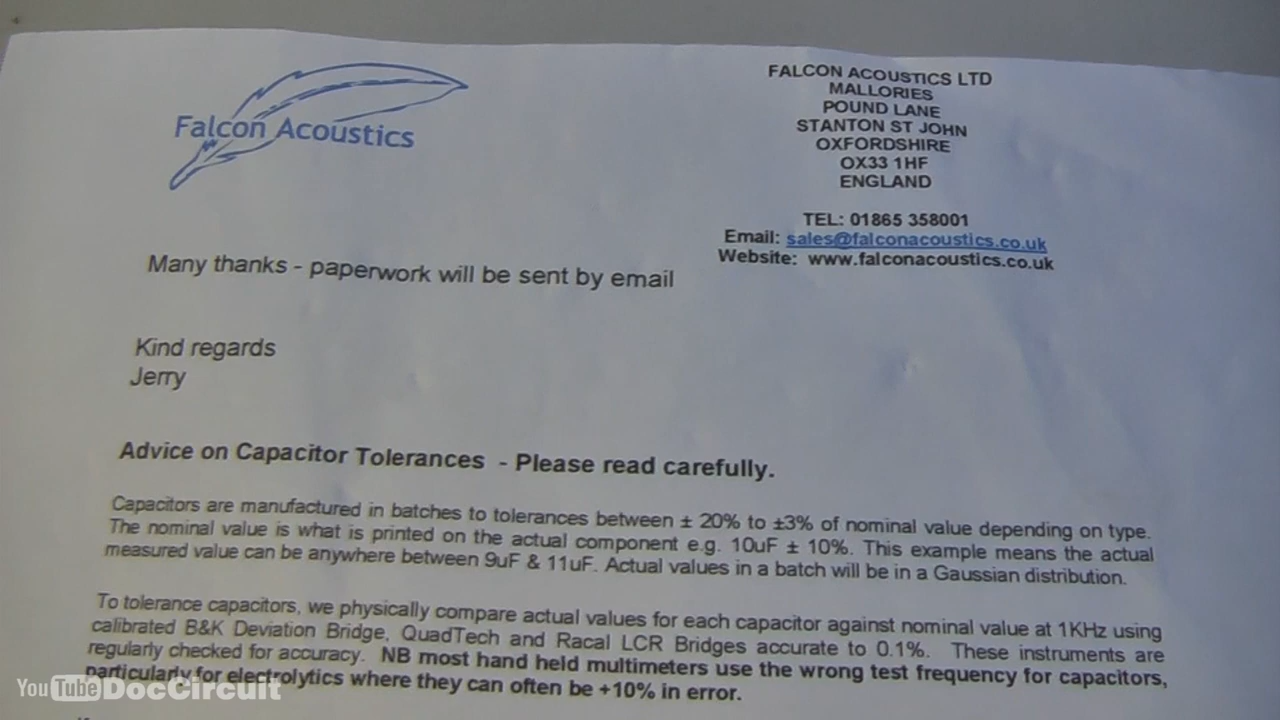 Falcon Acoustics
FALCON ACOUSTICS LTD
MALLORIES
POUND LANE
STANTON ST JOHN
OXFORDSHIRE
OX33 1HF
ENGLAND
TEL: 01865 358001
Email: sales@falconacoustics.co.uk
Website: www.falconacoustics.co.uk
Many thanks - paperwork will be sent by email
Kind regards
Jerry
Advice on Capacitor Tolerances - Please read carefully.
Capacitors are manufactured in batches to tolerances between ± 20% to ±3% of nominal value depending on type.
The nominal value is what is printed on the actual component e.g. 10uF ± 10%. This example means the actual
measured value can be anywhere between 9uF & 11uF. Actual values in a batch will be in a Gaussian distribution.
To tolerance capacitors, we physically compare actual values for each capacitor against nominal value at 1KHz using
calibrated B&K Deviation Bridge, QuadTech and Racal LCR Bridges accurate to 0.1%. These instruments are
regularly checked for accuracy. NB most hand held multimeters use the wrong test frequency for capacitors,
particularly for electrolytics where they can often be +10% in error.
YouTube DocCircuit